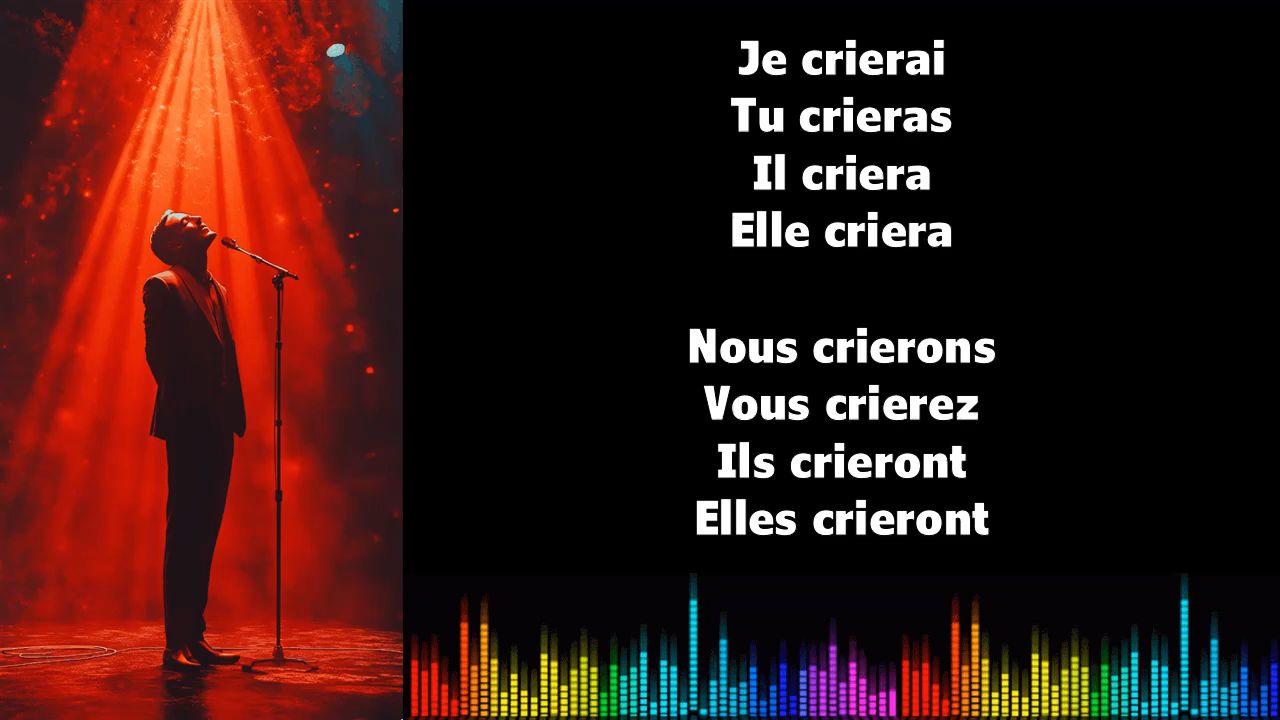 Je crierai
Tu crieras
Il criera
Elle criera
Nous crierons
Vous crierez
Ils crieront
Elles crieront